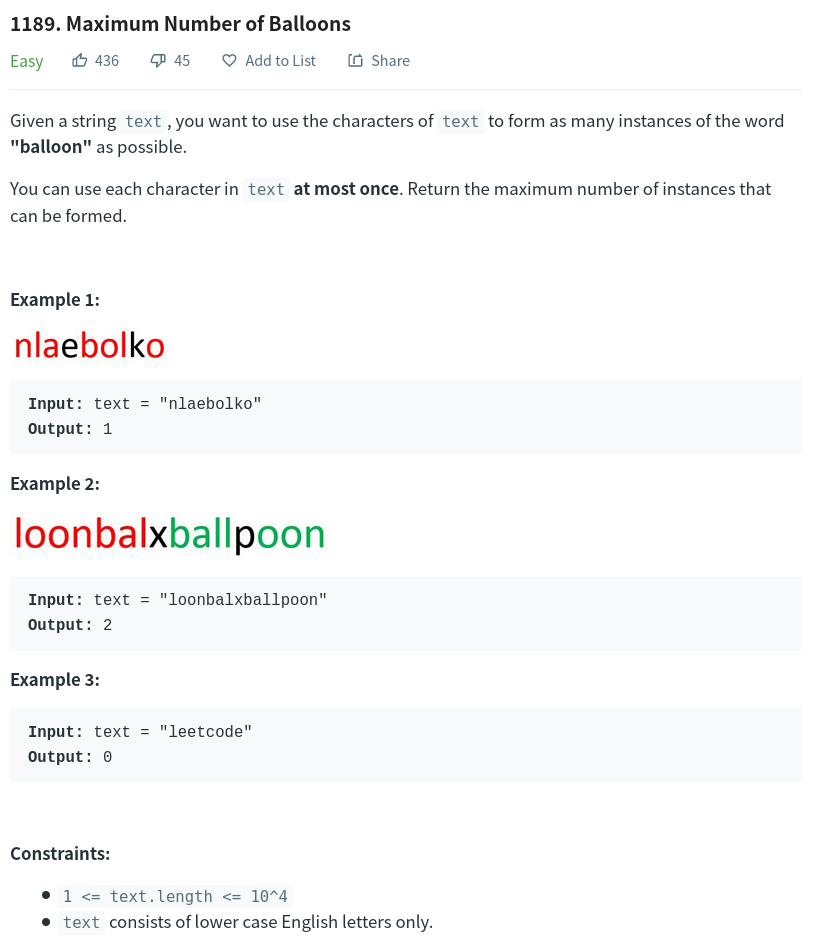 1189. Maximum Number of Balloons
Easy 436 45 Add to List Share
Given a string text, you want to use the characters of text to form as many instances of the word
"balloon" as possible.
You can use each character in text at most once. Return the maximum number of instances that
can be formed.
Example 1:
nlaebolko
Input: text = "nlaebolko"
Output: 1
Example 2:
loonbalxballpoon
Input: text = "loonbalxballpoon"
Output: 2
Example 3:
Input: text = "leetcode"
Output: 0
Constraints:
1 <= text.length <= 10^4
text consists of lower case English letters only.